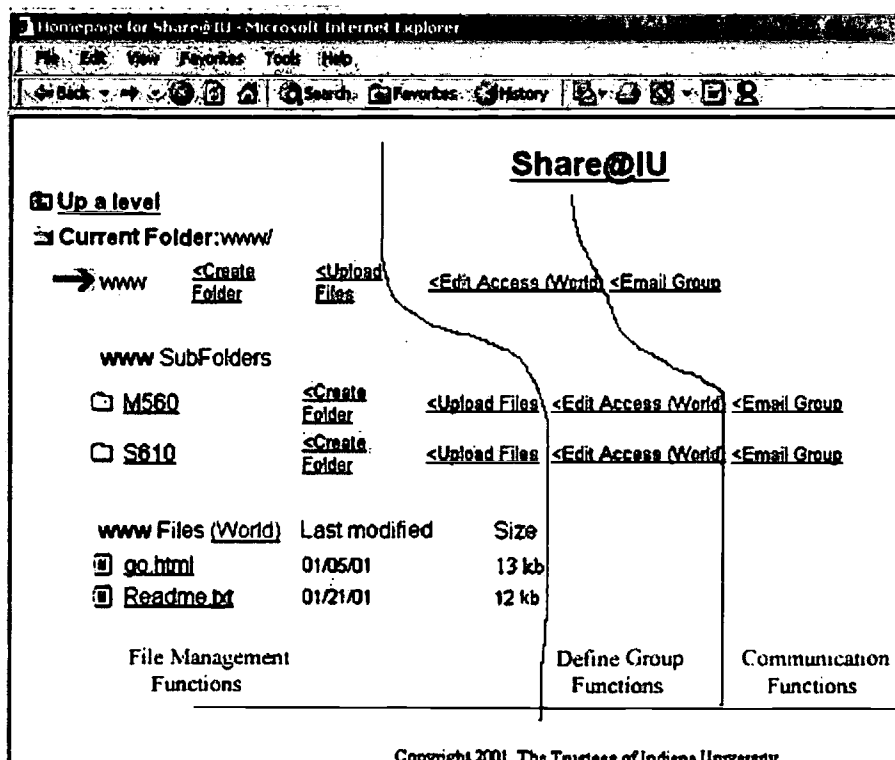 Homepage for Share@IU - Microsoft Internet Explorer
File Edit View Favorites Tools Help
Back Search Favorites History
Share@IU
Up a level
Current Folder:www/
www <Create Folder <Upload Files <Edit Access (World) <Email Group
www SubFolders
M560 <Create Folder <Upload Files <Edit Access (World) <Email Group
S610 <Create Folder <Upload Files <Edit Access (World) <Email Group
www Files (World) Last modified Size
go.html 01/05/01 13 kb
Readme.txt 01/21/01 12 kb
File Management Functions Define Group Functions Communication Functions
Copyright 2001, The Trustees of Indiana University